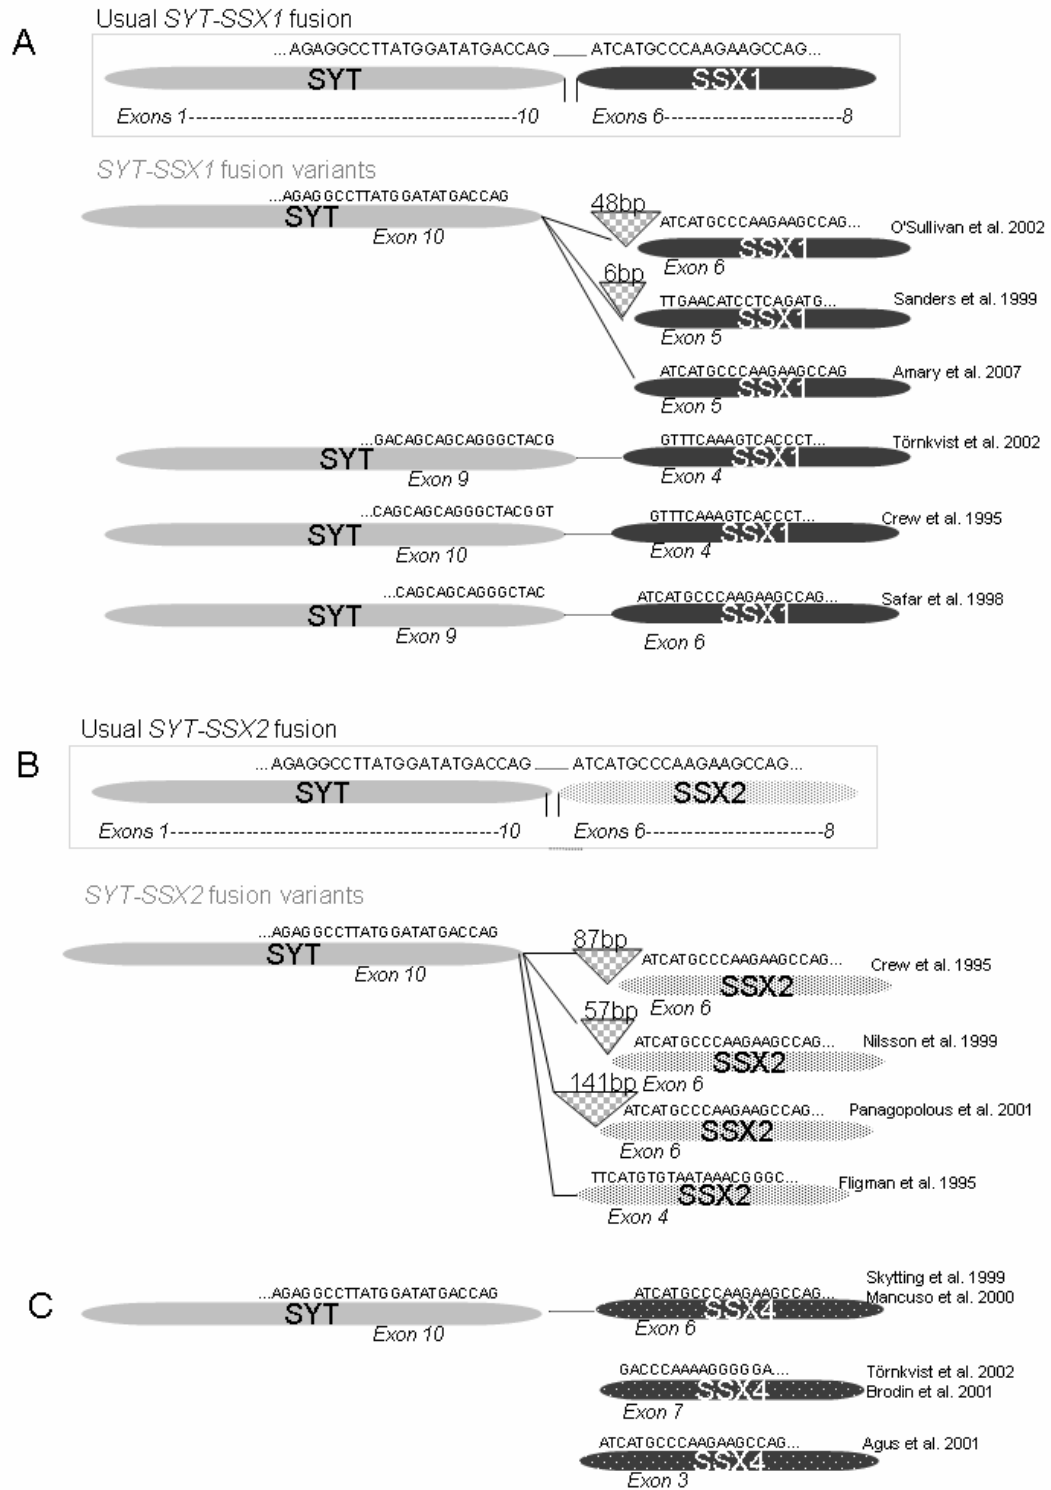 A
Usual SYT-SSX1 fusion
...AGAGGCCTTATGGATATGACCAG____ATCATGCCCAAGAAGCCAG...
SYT SSX1
Exons 1-----------------------------------------------10 Exons 6--------------------------8
SYT-SSX1 fusion variants
...AGAGGCCTTATGGATATGACCAG
SYT
Exon 10
48bp
ATCATGCCCAAGAAGCCAG...
O'Sullivan et al. 2002
SSX1
Exon 6
6bp
TTGAACATCCTCAGATG...
Sanders et al. 1999
SSX1
Exon 5
ATCATGCCCAAGAAGCCAG
Amary et al. 2007
SSX1
Exon 5
...GACAGCAGCAGGGCTACG GTTTCAAAGTCACCCT... Törnkvist et al. 2002
SYT SSX1
Exon 9 Exon 4
...CAGCAGCAGGGCTACGGT GTTTCAAAGTCACCCT... Crew et al. 1995
SYT SSX1
Exon 10 Exon 4
...CAGCAGCAGGGCTAC ATCATGCCCAAGAAGCCAG... Safar et al. 1998
SYT SSX1
Exon 9 Exon 6
B
Usual SYT-SSX2 fusion
...AGAGGCCTTATGGATATGACCAG____ATCATGCCCAAGAAGCCAG...
SYT SSX2
Exons 1-----------------------------------------------10 Exons 6--------------------------8
SYT-SSX2 fusion variants
...AGAGGCCTTATGGATATGACCAG
SYT
Exon 10
87bp
ATCATGCCCAAGAAGCCAG...
Crew et al. 1995
SSX2
Exon 6
57bp
ATCATGCCCAAGAAGCCAG...
Nilsson et al. 1999
SSX2
Exon 6
141bp
ATCATGCCCAAGAAGCCAG...
Panagopolous et al. 2001
SSX2
Exon 6
TTCATGTGTAATAAACGGGC...
Fligman et al. 1995
SSX2
Exon 4
C
...AGAGGCCTTATGGATATGACCAG
SYT
Exon 10
ATCATGCCCAAGAAGCCAG...
Skytting et al. 1999
Mancuso et al. 2000
SSX4
Exon 6
GACCCAAAAGGGGGA...
Törnkvist et al. 2002
Brodin et al. 2001
SSX4
Exon 7
ATCATGCCCAAGAAGCCAG...
Agus et al. 2001
SSX4
Exon 3